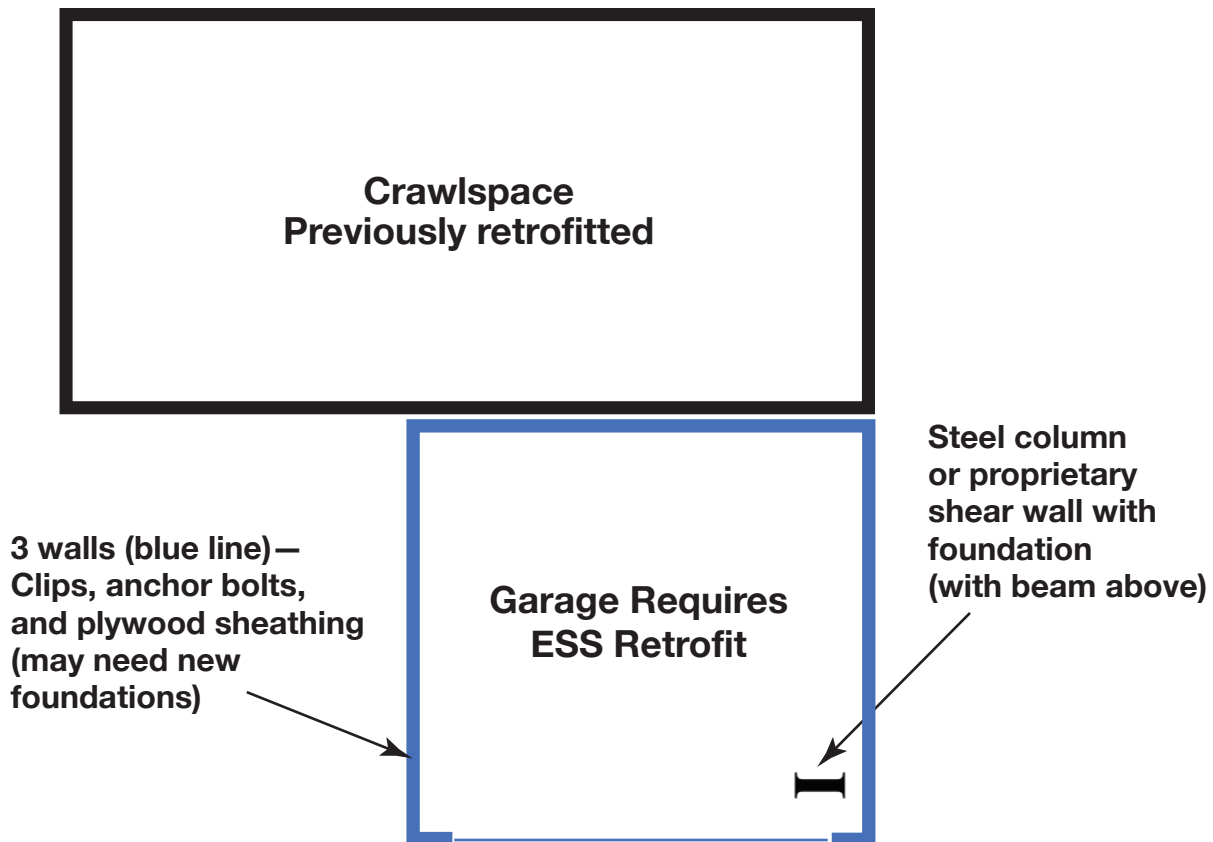 Crawlspace
Previously retrofitted
Steel column
or proprietary
shear wall with
foundation
(with beam above)
3 walls (blue line)—
Clips, anchor bolts,
and plywood sheathing
(may need new
foundations)
Garage Requires
ESS Retrofit